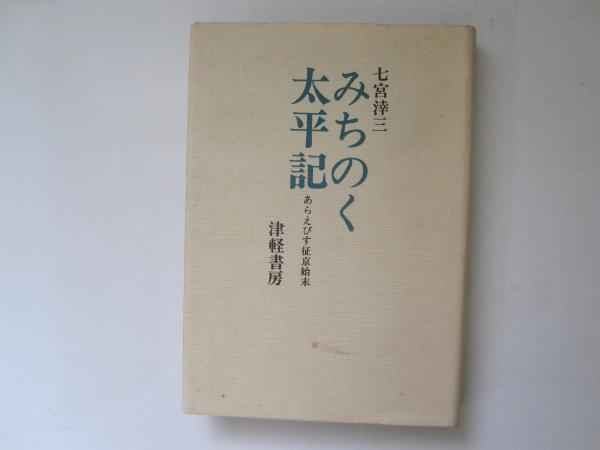 七宮涬三
みちのく
太平記
あらえびす征京始末
津軽書房